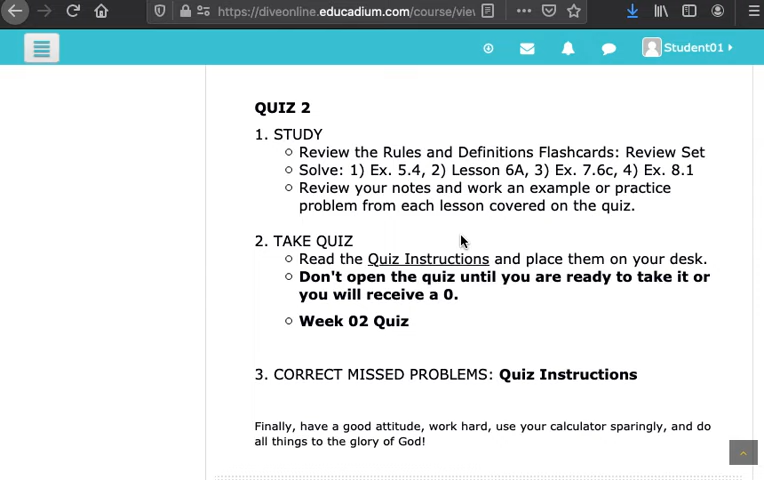 https://diveonline.educadium.com/course/view
Student01
QUIZ 2
1. STUDY
Review the Rules and Definitions Flashcards: Review Set
Solve: 1) Ex. 5.4, 2) Lesson 6A, 3) Ex. 7.6c, 4) Ex. 8.1
Review your notes and work an example or practice
problem from each lesson covered on the quiz.
2. TAKE QUIZ
Read the Quiz Instructions and place them on your desk.
Don't open the quiz until you are ready to take it or
you will receive a 0.
Week 02 Quiz
3. CORRECT MISSED PROBLEMS: Quiz Instructions
Finally, have a good attitude, work hard, use your calculator sparingly, and do
all things to the glory of God!